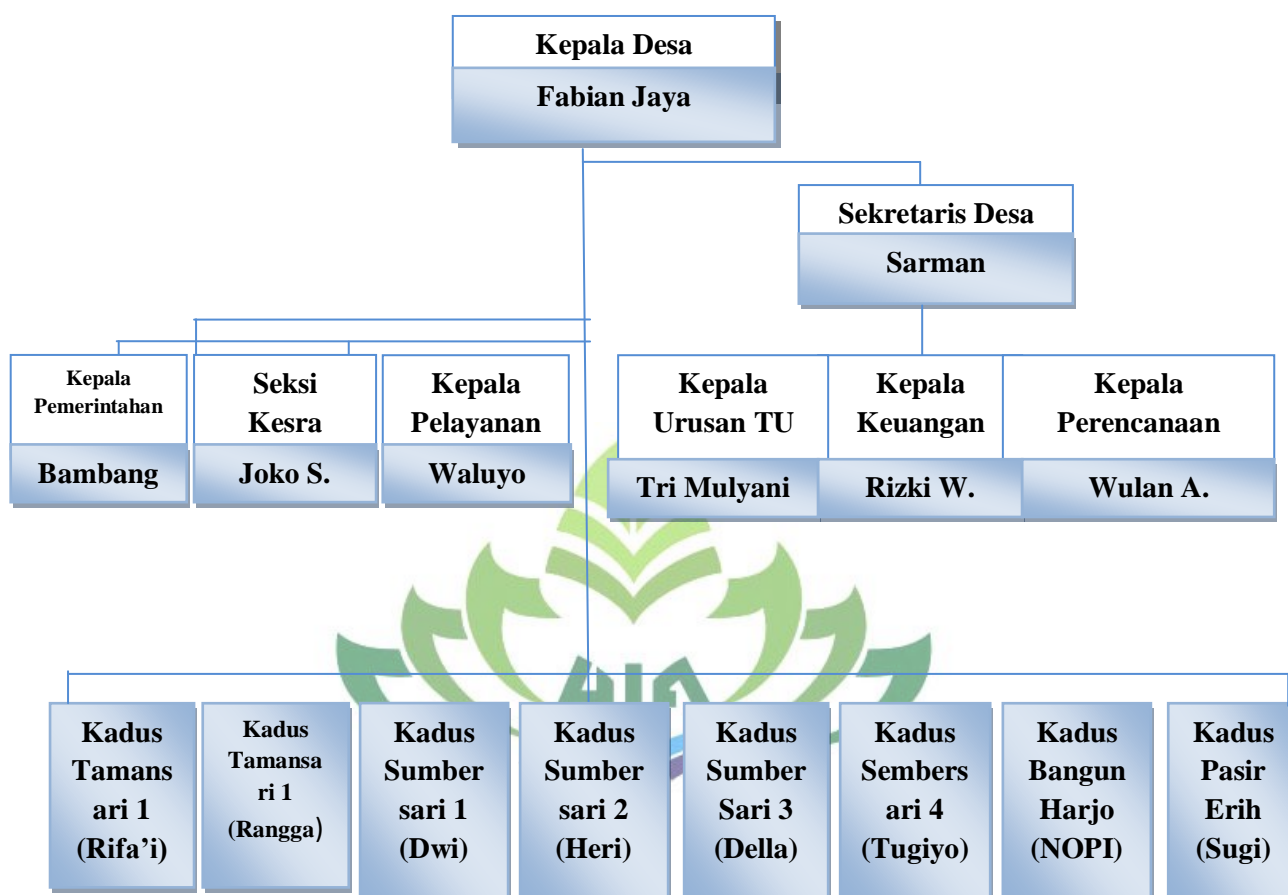 Kepala Desa
Fabian Jaya
Sekretaris Desa
Sarman
Kepala
Pemerintahan
Bambang
Seksi
Kesra
Joko S.
Kepala
Pelayanan
Waluyo
Kepala
Urusan TU
Tri Mulyani
Kepala
Keuangan
Rizki W.
Kepala
Perencanaan
Wulan A.
Kadus
Tamans
ari 1
(Rifa’i)
Kadus
Tamansa
ri 1
(Rangga)
Kadus
Sumber
sari 1
(Dwi)
Kadus
Sumber
sari 2
(Heri)
Kadus
Sumber
Sari 3
(Della)
Kadus
Sembers
ari 4
(Tugiyo)
Kadus
Bangun
Harjo
(NOPI)
Kadus
Pasir
Erih
(Sugi)